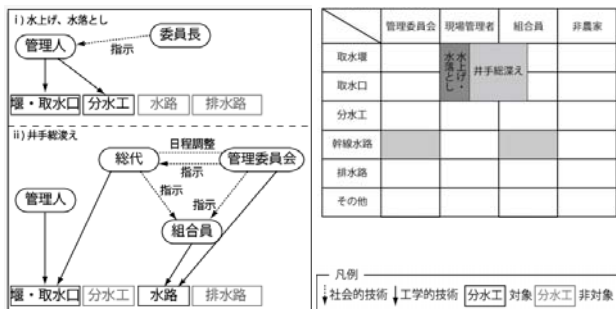 i) 水上げ、水落とし
委員長
管理人
指示
堰・取水口 分水工 水路 排水路
ii) 井手総浚え
日程調整
総代 管理委員会
指示
管理人
指示 指示
組合員
堰・取水口 分水工 水路 排水路
管理委員会 現場管理者 組合員 非農家
取水堰
水上げ・水落とし 井手総深え
取水口
分水工
幹線水路
排水路
その他
凡例
社会的技術 工学的技術 分水工 対象 分水工 非対象